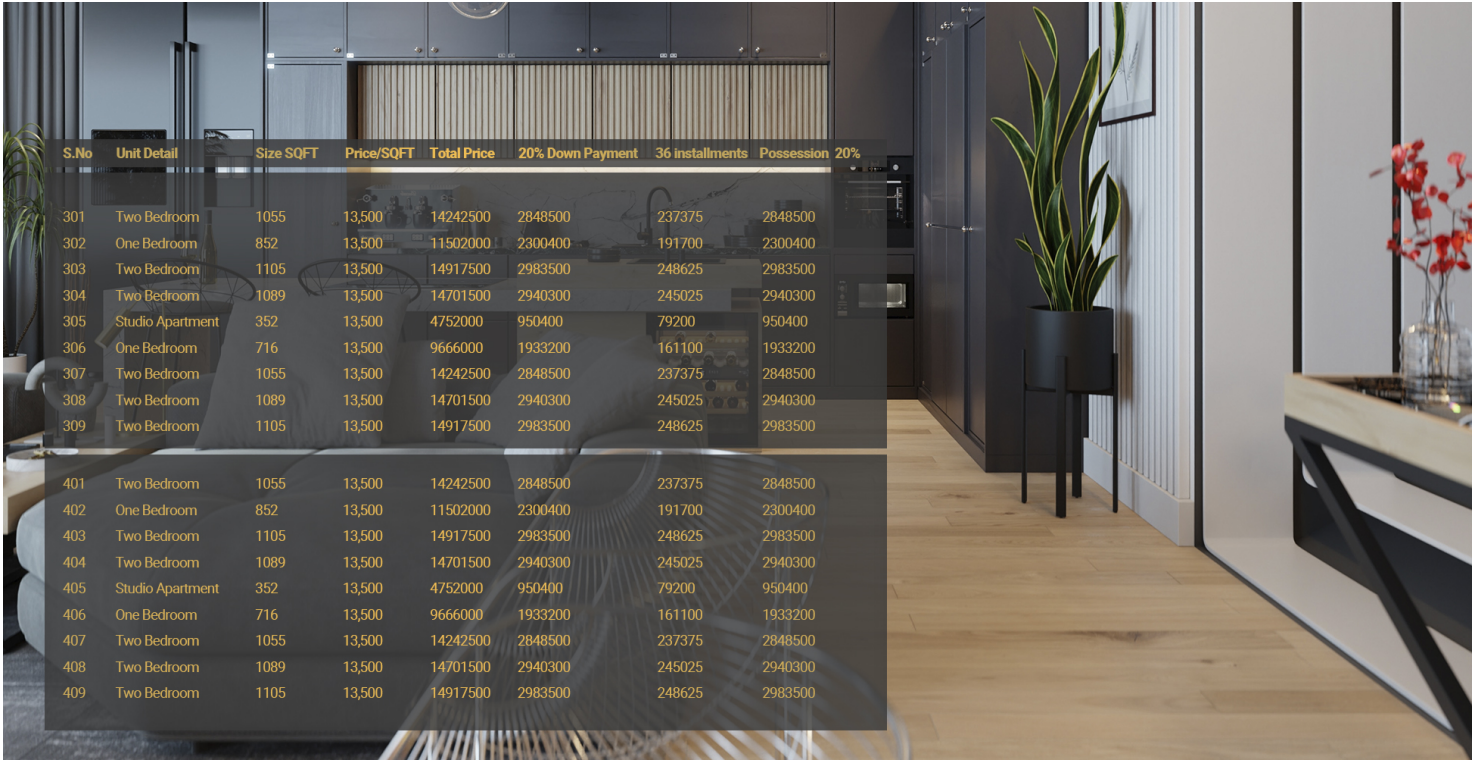 S.No Unit Detail Size SQFT Price/SQFT Total Price 20% Down Payment 36 installments Possession 20%
301 Two Bedroom 1055 13,500 14242500 2848500 237375 2848500
302 One Bedroom 852 13,500 11502000 2300400 191700 2300400
303 Two Bedroom 1105 13,500 14917500 2983500 248625 2983500
304 Two Bedroom 1089 13,500 14701500 2940300 245025 2940300
305 Studio Apartment 352 13,500 4752000 950400 79200 950400
306 One Bedroom 716 13,500 9666000 1933200 161100 1933200
307 Two Bedroom 1055 13,500 14242500 2848500 237375 2848500
308 Two Bedroom 1089 13,500 14701500 2940300 245025 2940300
309 Two Bedroom 1105 13,500 14917500 2983500 248625 2983500
401 Two Bedroom 1055 13,500 14242500 2848500 237375 2848500
402 One Bedroom 852 13,500 11502000 2300400 191700 2300400
403 Two Bedroom 1105 13,500 14917500 2983500 248625 2983500
404 Two Bedroom 1089 13,500 14701500 2940300 245025 2940300
405 Studio Apartment 352 13,500 4752000 950400 79200 950400
406 One Bedroom 716 13,500 9666000 1933200 161100 1933200
407 Two Bedroom 1055 13,500 14242500 2848500 237375 2848500
408 Two Bedroom 1089 13,500 14701500 2940300 245025 2940300
409 Two Bedroom 1105 13,500 14917500 2983500 248625 2983500